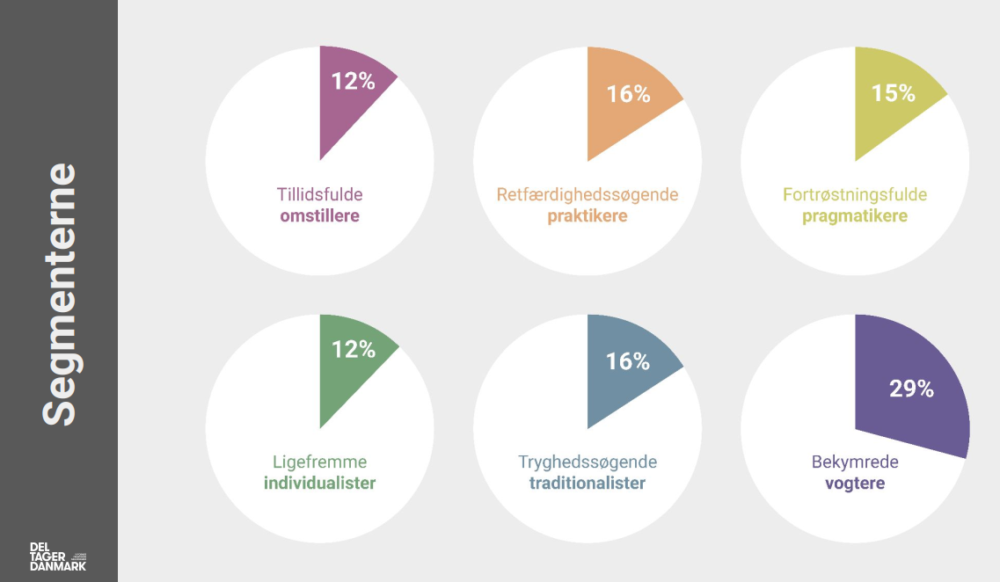 Segmenterne
12%
Tillidsfulde
omstillere
16%
Retfærdighedssøgende
praktikere
15%
Fortrøstningsfulde
pragmatikere
12%
Ligefremme
individualister
16%
Tryghedssøgende
traditionalister
29%
Bekymrede
vogtere
DEL
TAGER
DANMARK